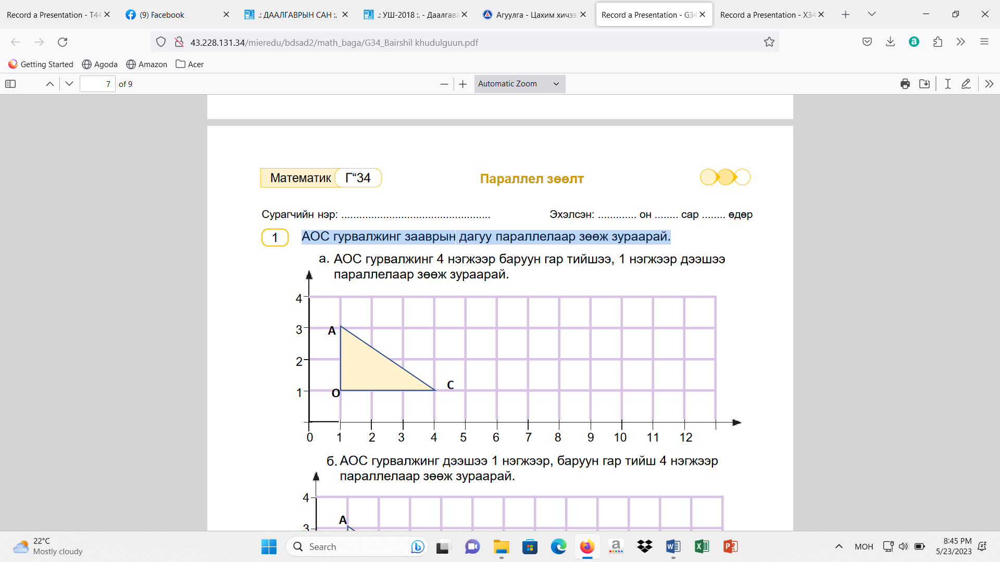 Record a Presentation - T44
(9) Facebook
.: ДААЛГАВРЫН САН :.
.: УШ-2018 :. - Даалгава
Агуулга - Цахим хичээл
Record a Presentation - G34
Record a Presentation - X34
43.228.131.34/mieredu/bdsad2/math_baga/G34_Bairshil khudulguun.pdf
Getting Started
Agoda
Amazon
Acer
7 of 9
Automatic Zoom
Математик Г“34
Параллел зөөлт
Сурагчийн нэр: ..................................................
Эхэлсэн: ............. он ........ сар ........ өдөр
1 АОС гурвалжинг зааврын дагуу параллелаар зөөж зураарай.
а. АОС гурвалжинг 4 нэгжээр баруун гар тийшээ, 1 нэгжээр дээшээ
параллелаар зөөж зураарай.
4
3 A
2
C
1 O
0 1 2 3 4 5 6 7 8 9 10 11 12
б. АОС гурвалжинг дээшээ 1 нэгжээр, баруун гар тийш 4 нэгжээр
параллелаар зөөж зураарай.
4
A
3
22°C
Mostly cloudy
Search
МОН
8:45 PM
5/23/2023